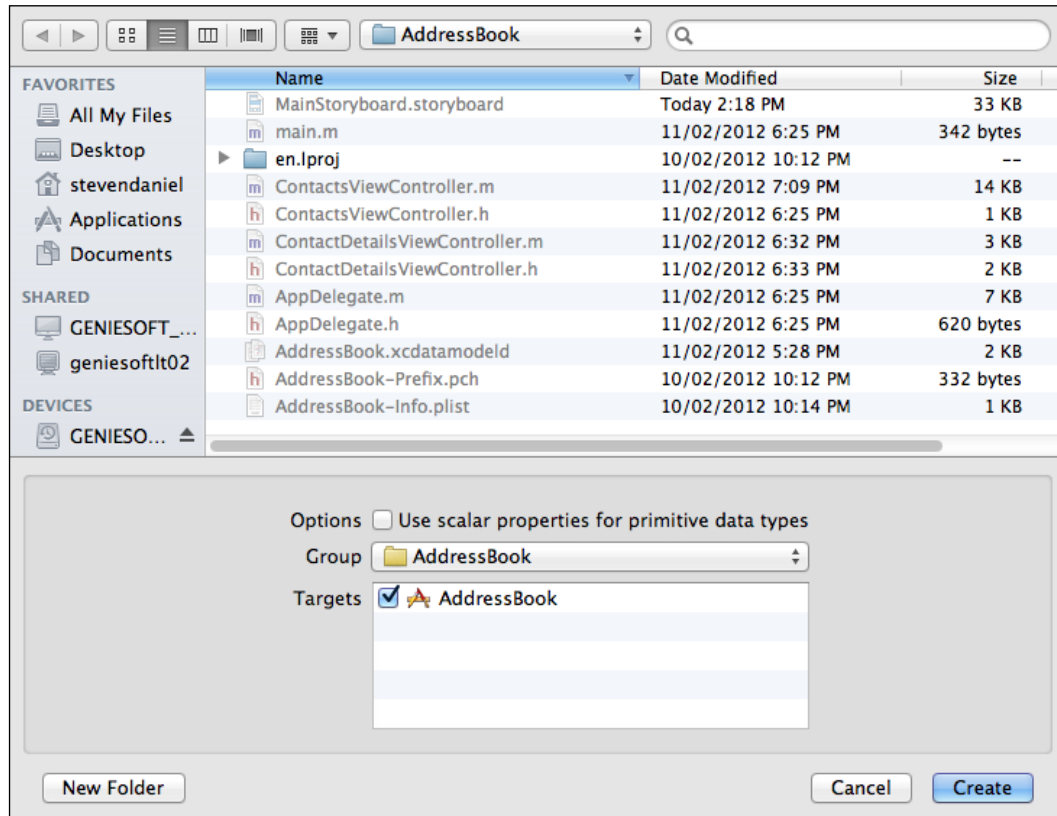 AddressBook
FAVORITES
All My Files
Desktop
stevendaniel
Applications
Documents
SHARED
GENIESOFT_...
geniesoftlt02
DEVICES
GENIESO...
Name Date Modified Size
MainStoryboard.storyboard Today 2:18 PM 33 KB
main.m 11/02/2012 6:25 PM 342 bytes
en.lproj 10/02/2012 10:12 PM --
ContactsViewController.m 11/02/2012 7:09 PM 14 KB
ContactsViewController.h 11/02/2012 6:25 PM 1 KB
ContactDetailsViewController.m 11/02/2012 6:32 PM 3 KB
ContactDetailsViewController.h 11/02/2012 6:33 PM 2 KB
AppDelegate.m 11/02/2012 6:25 PM 7 KB
AppDelegate.h 11/02/2012 6:25 PM 620 bytes
AddressBook.xcdatamodeld 11/02/2012 5:28 PM 2 KB
AddressBook-Prefix.pch 10/02/2012 10:12 PM 332 bytes
AddressBook-Info.plist 10/02/2012 10:14 PM 1 KB
Options Use scalar properties for primitive data types
Group AddressBook
Targets AddressBook
New Folder Cancel Create